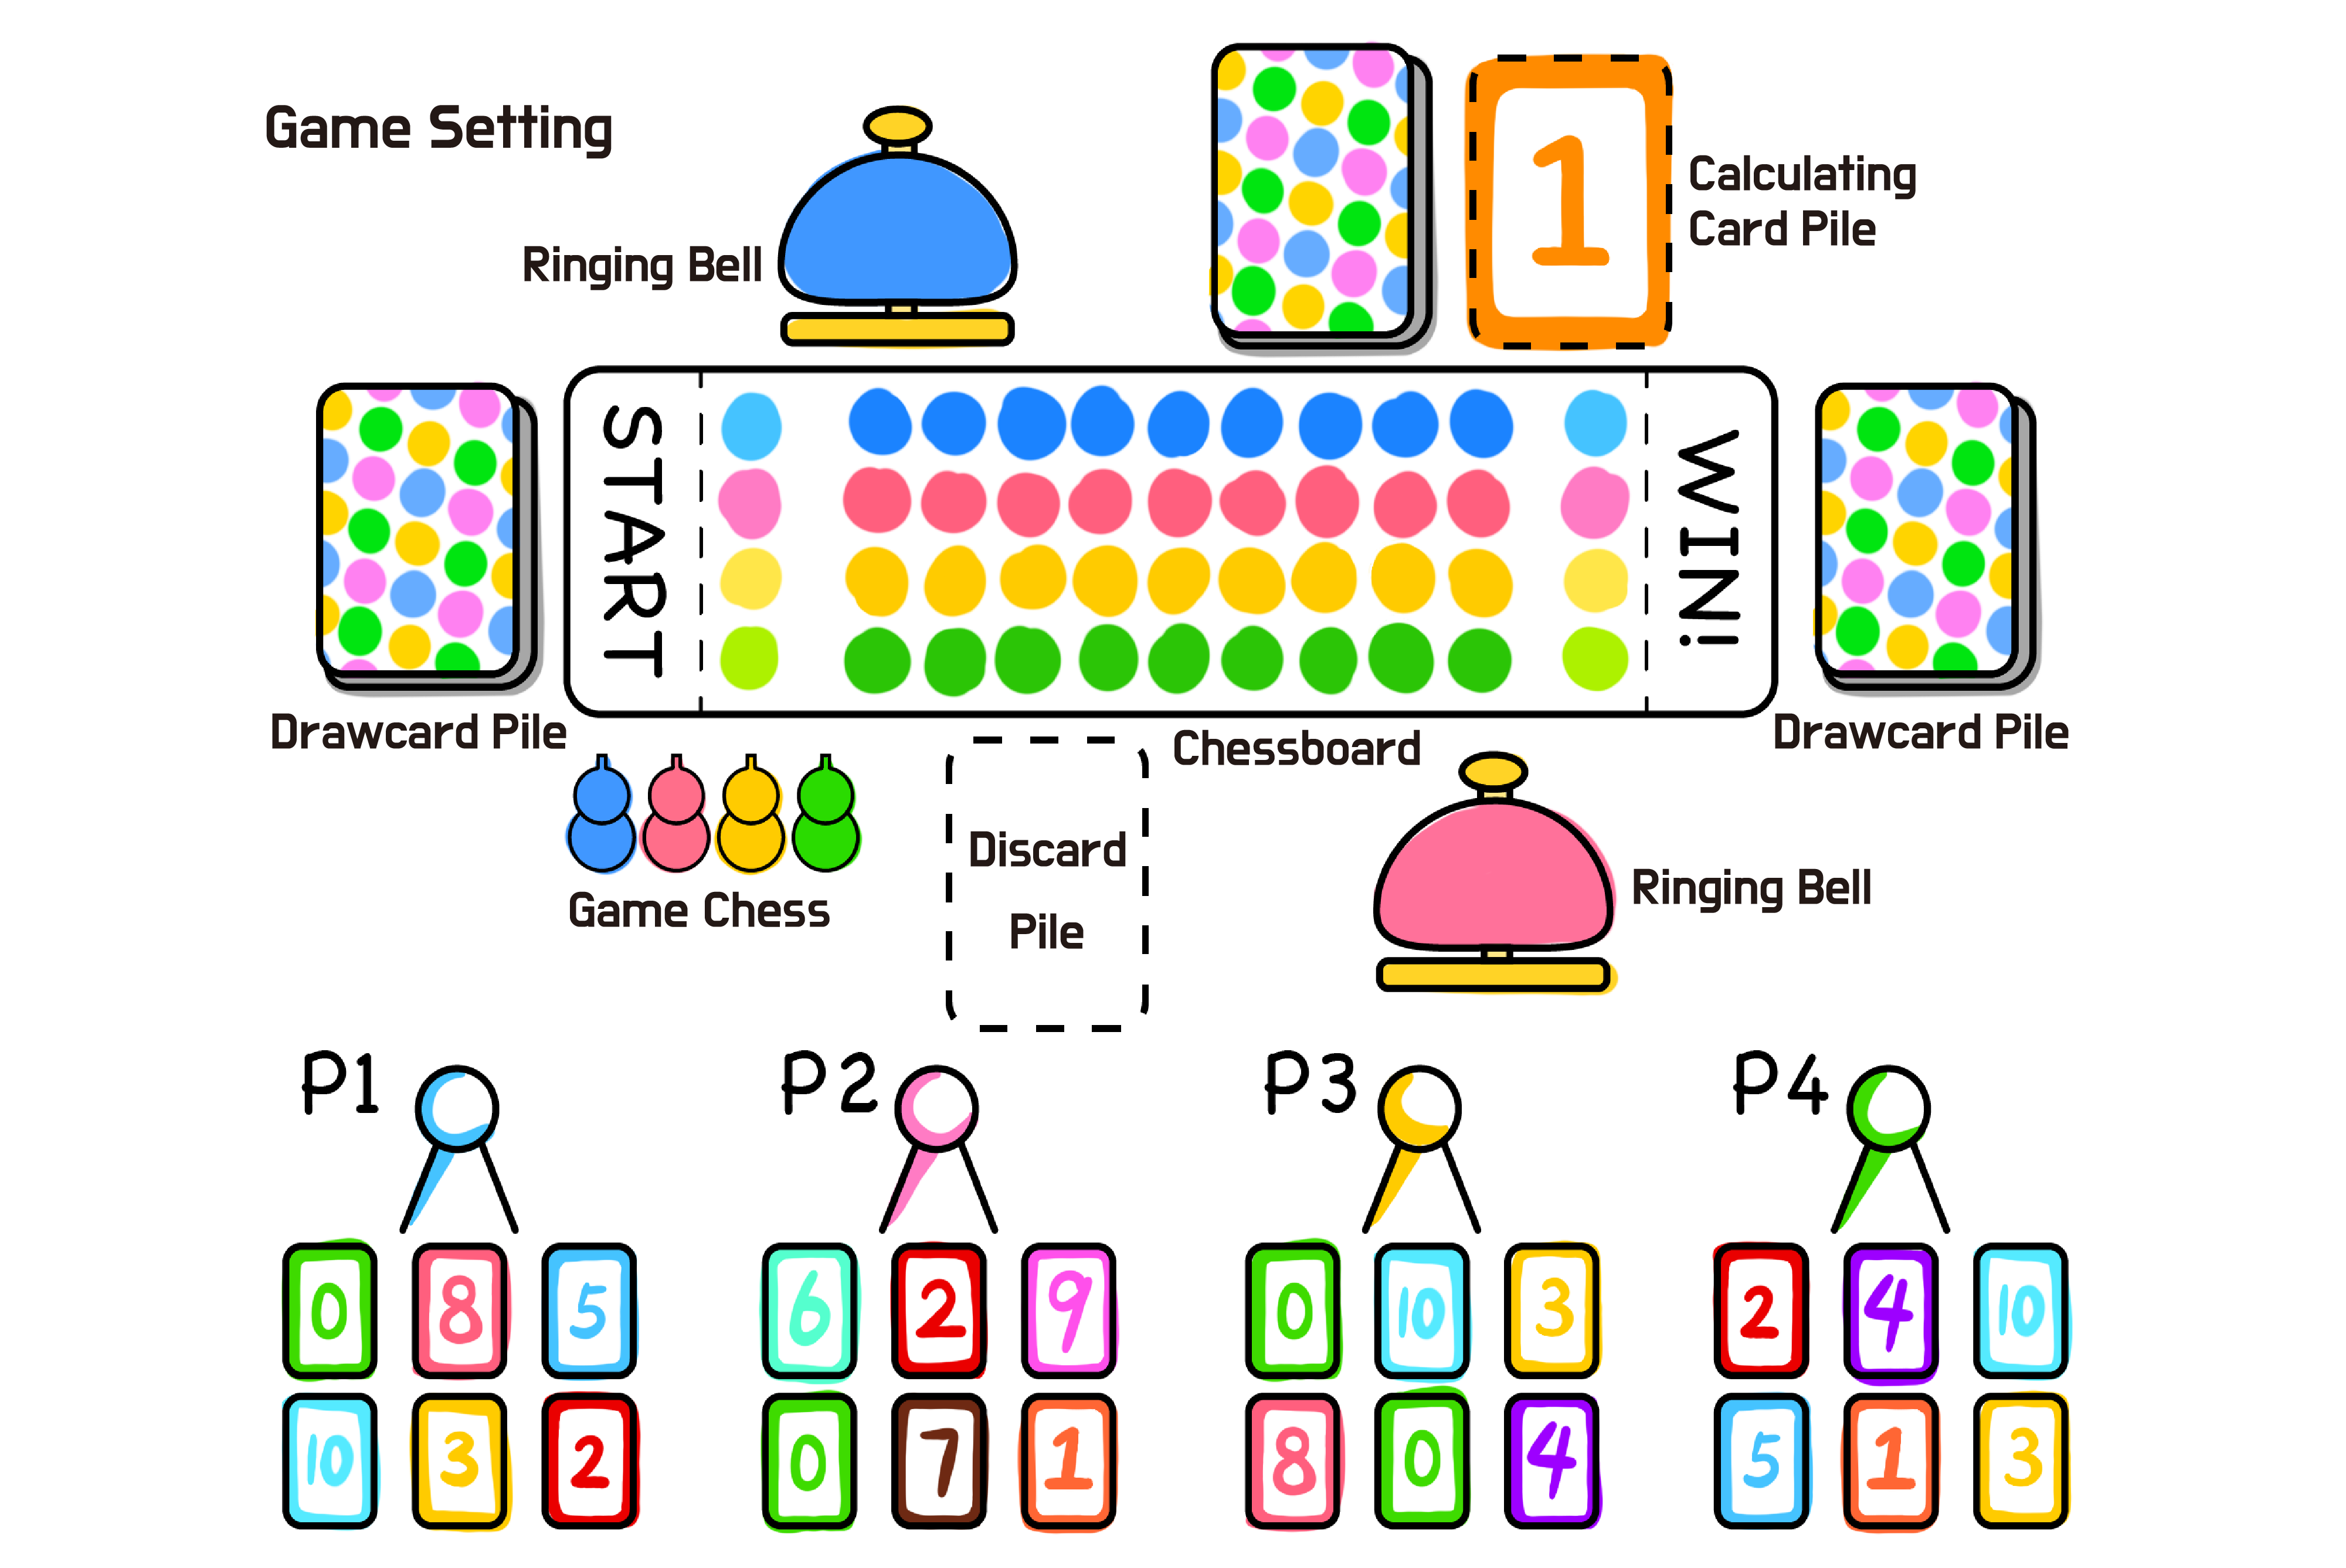 Game Setting
Ringing Bell
1
Calculating
Card Pile
START
WIN!
Drawcard Pile
Chessboard
Drawcard Pile
Game Chess
Discard
Pile
Ringing Bell
P1
P2
P3
P4
0 8 5
6 2 9
0 10 3
2 4 10
10 3 2
0 7 1
8 0 4
5 1 3